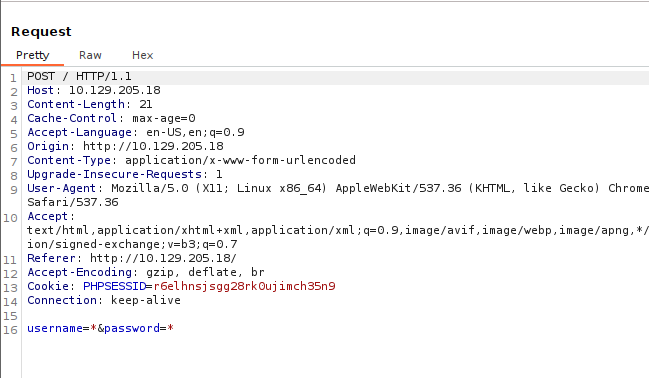 Request
Pretty Raw Hex
1 POST / HTTP/1.1
2 Host: 10.129.205.18
3 Content-Length: 21
4 Cache-Control: max-age=0
5 Accept-Language: en-US,en;q=0.9
6 Origin: http://10.129.205.18
7 Content-Type: application/x-www-form-urlencoded
8 Upgrade-Insecure-Requests: 1
9 User-Agent: Mozilla/5.0 (X11; Linux x86_64) AppleWebKit/537.36 (KHTML, like Gecko) Chrome
Safari/537.36
10 Accept:
text/html,application/xhtml+xml,application/xml;q=0.9,image/avif,image/webp,image/apng,*/
ion/signed-exchange;v=b3;q=0.7
11 Referer: http://10.129.205.18/
12 Accept-Encoding: gzip, deflate, br
13 Cookie: PHPSESSID=r6elhnsjsgg28rk0ujimch35n9
14 Connection: keep-alive
15
16 username=*&password=*